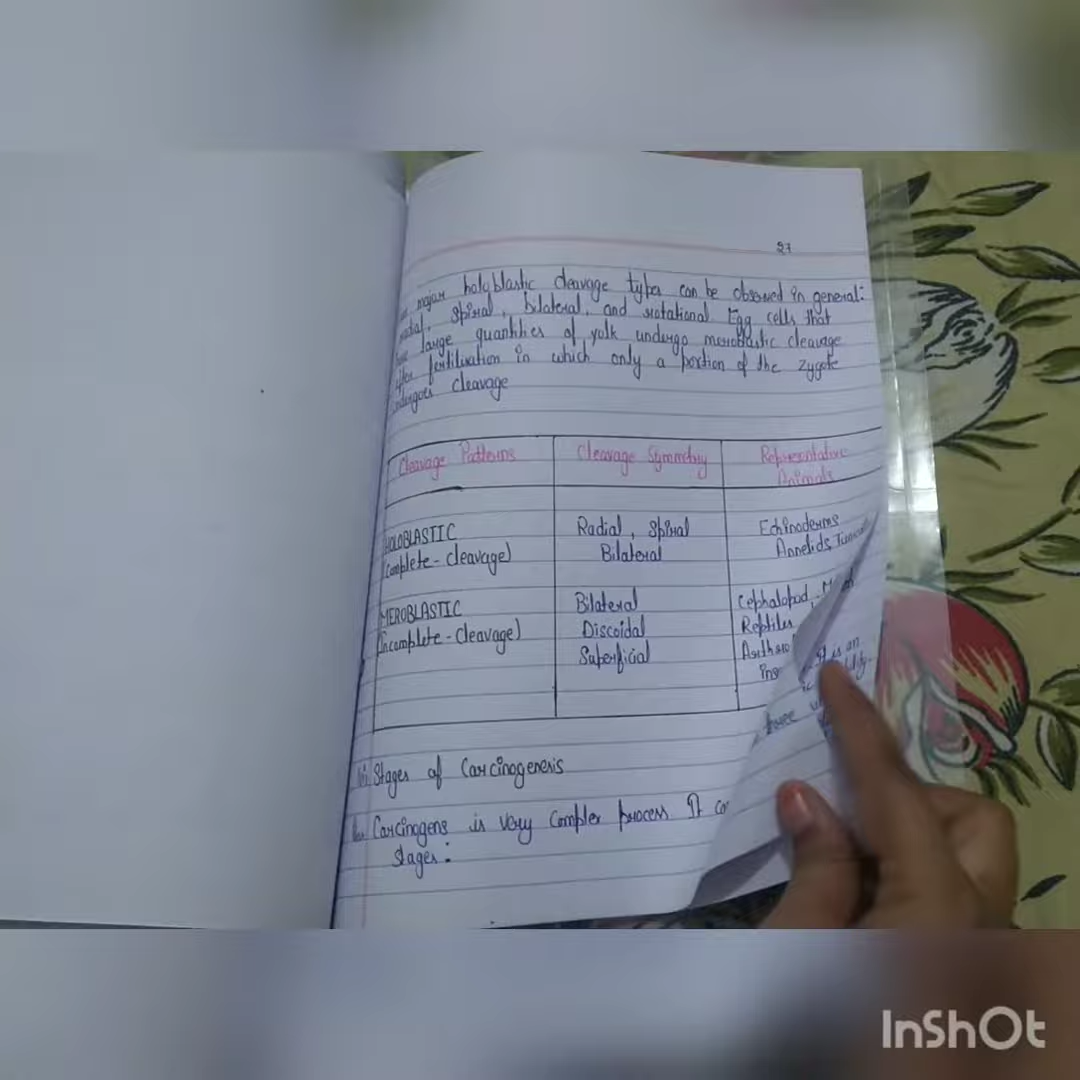 27
major holyblastic cleavage types can be observed in general:
radial, spiral, bilateral, and rotational. Egg cells that
large quantities of yolk undergo meroblastic cleavage
after fertilization in which only a portion of the zygote
undergoes cleavage
Cleavage Patterns Cleavage Symmetry Representative
Animals
HOLOBLASTIC Radial, Spiral Echinoderms
(complete-cleavage) Bilateral Annelids
MEROBLASTIC Bilateral Cephalopod,
(Incomplete-cleavage) Discoidal Reptiles
Superficial
is an
Stages of Carcinogenesis
Carcinogens is very complex process It
stages:
InShOt